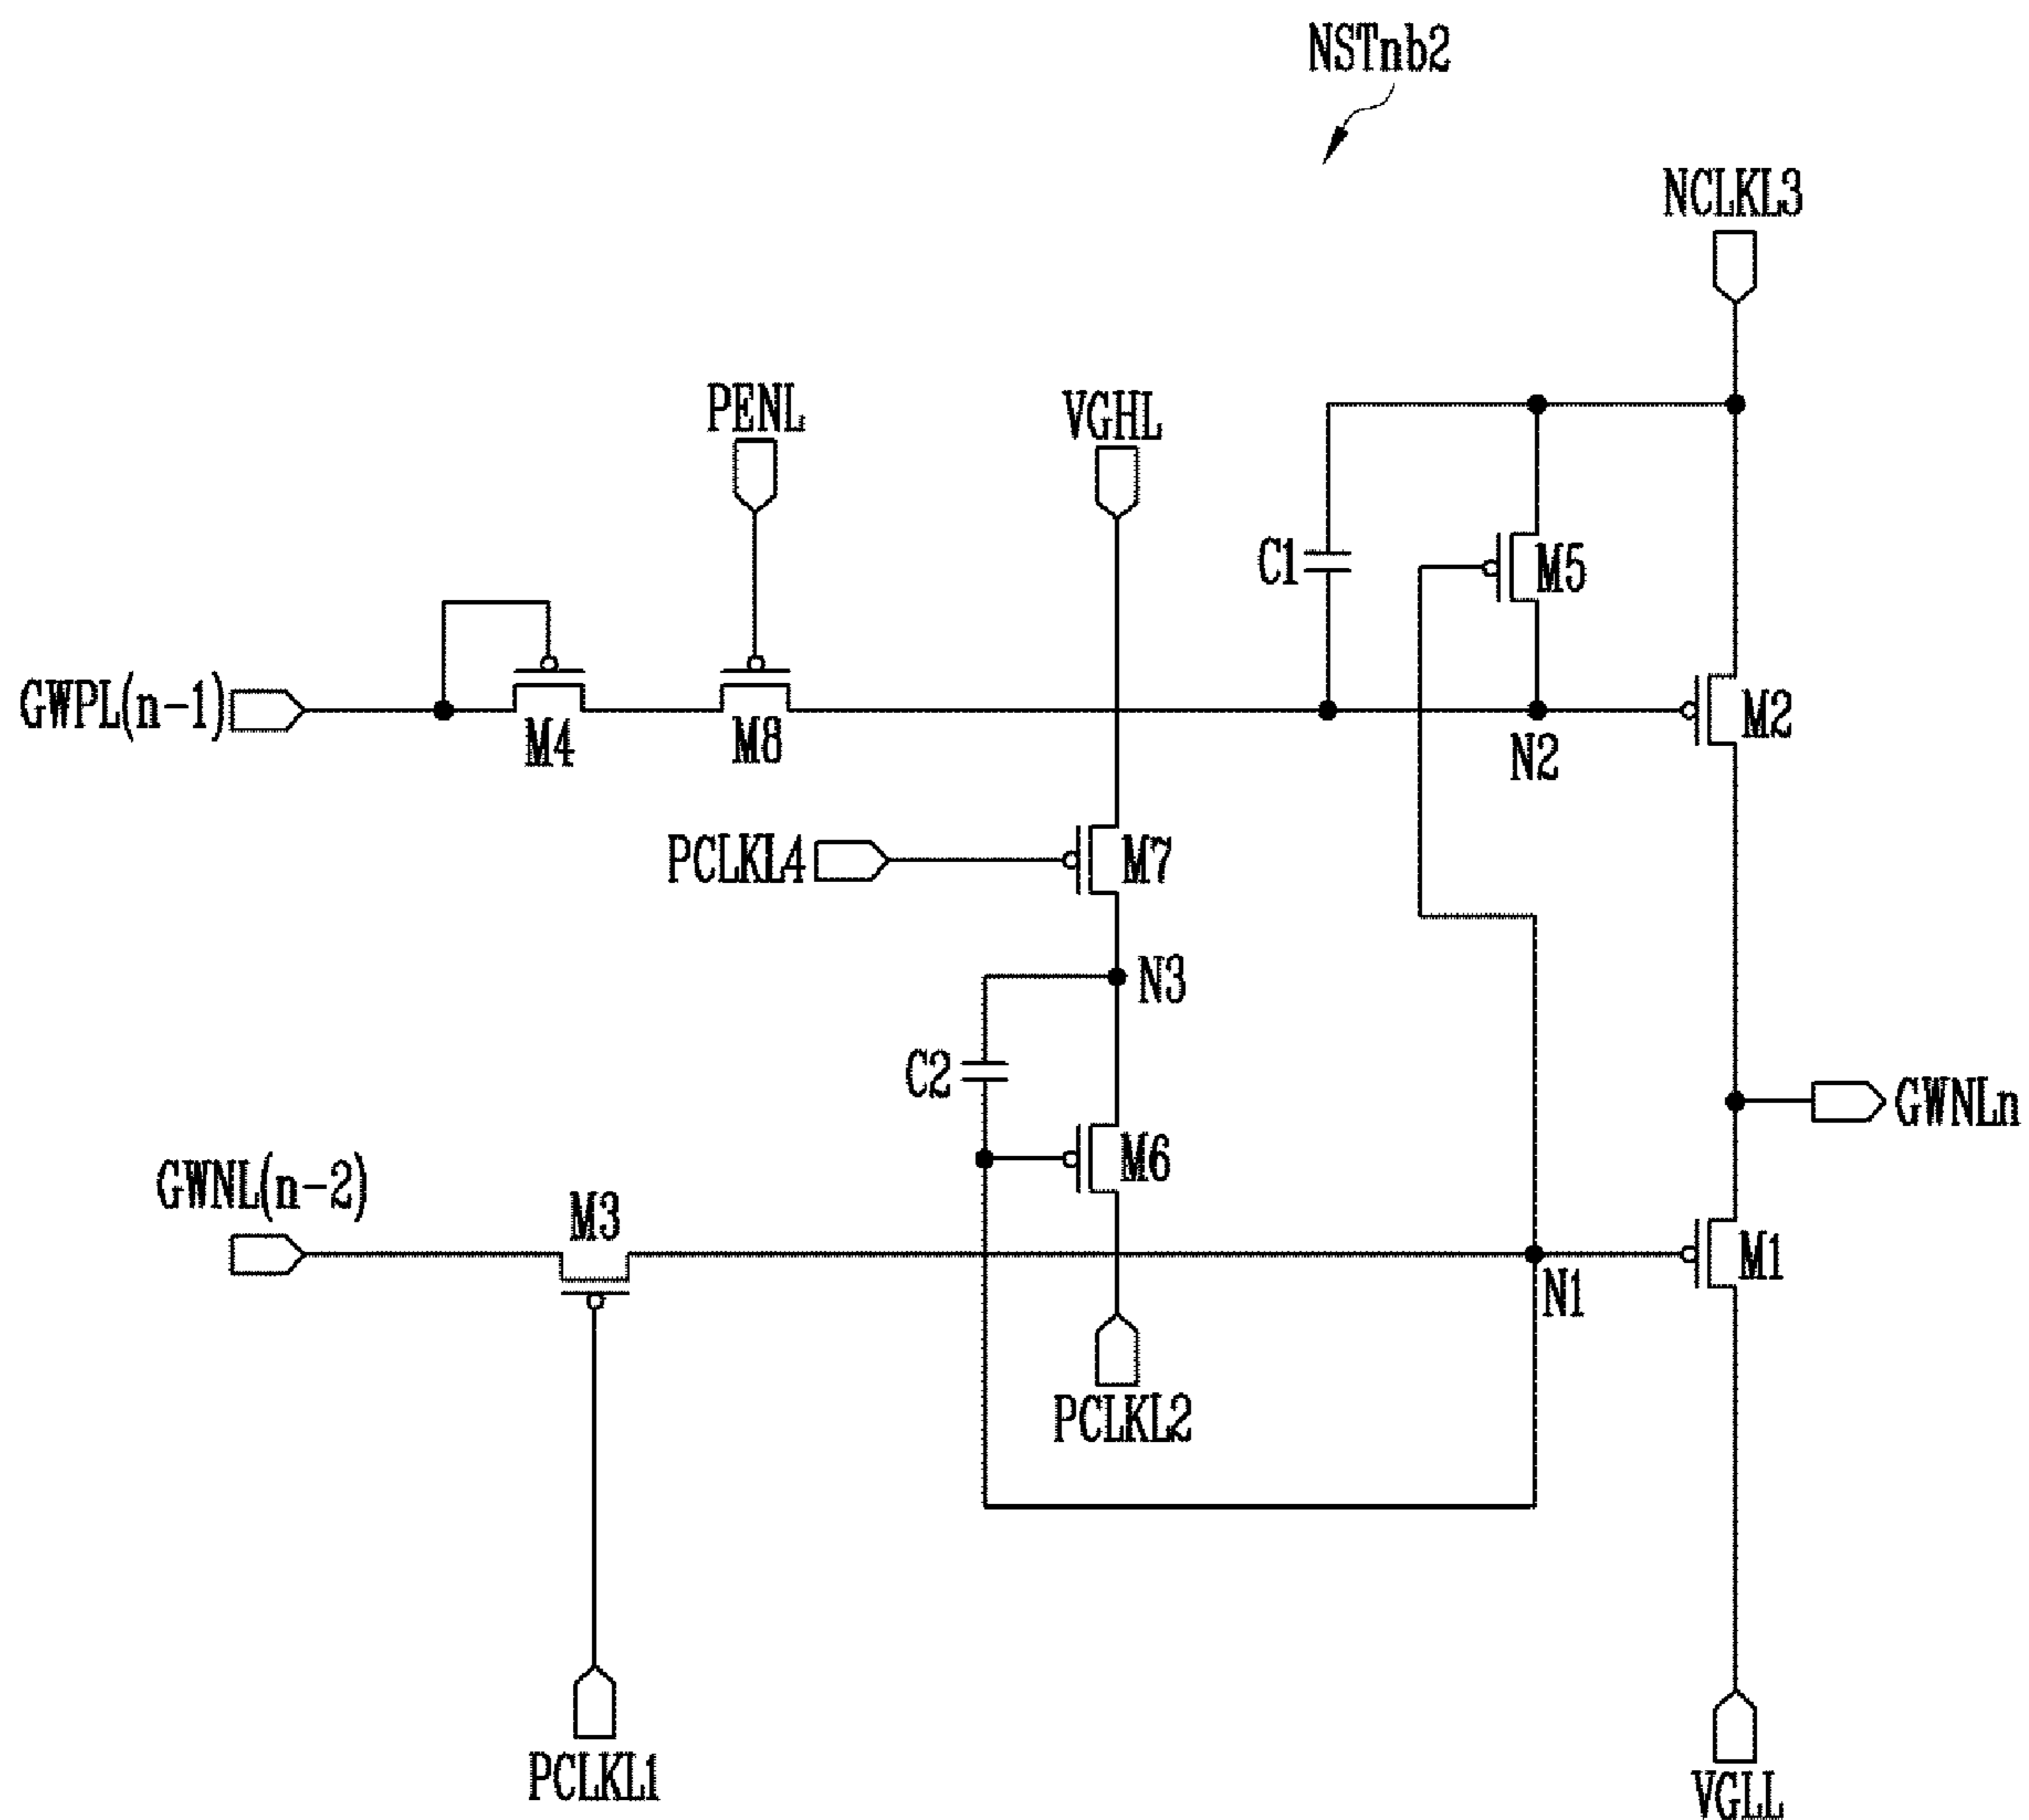 NSTnb2
NCLKL3
PENL
VGHL
C1
M5
GWPL(n-1)
M4
M8
N2
M2
PCLKL4
M7
N3
C2
M6
GWNLn
GWNL(n-2)
M3
N1
M1
PCLKL2
PCLKL1
VGLL